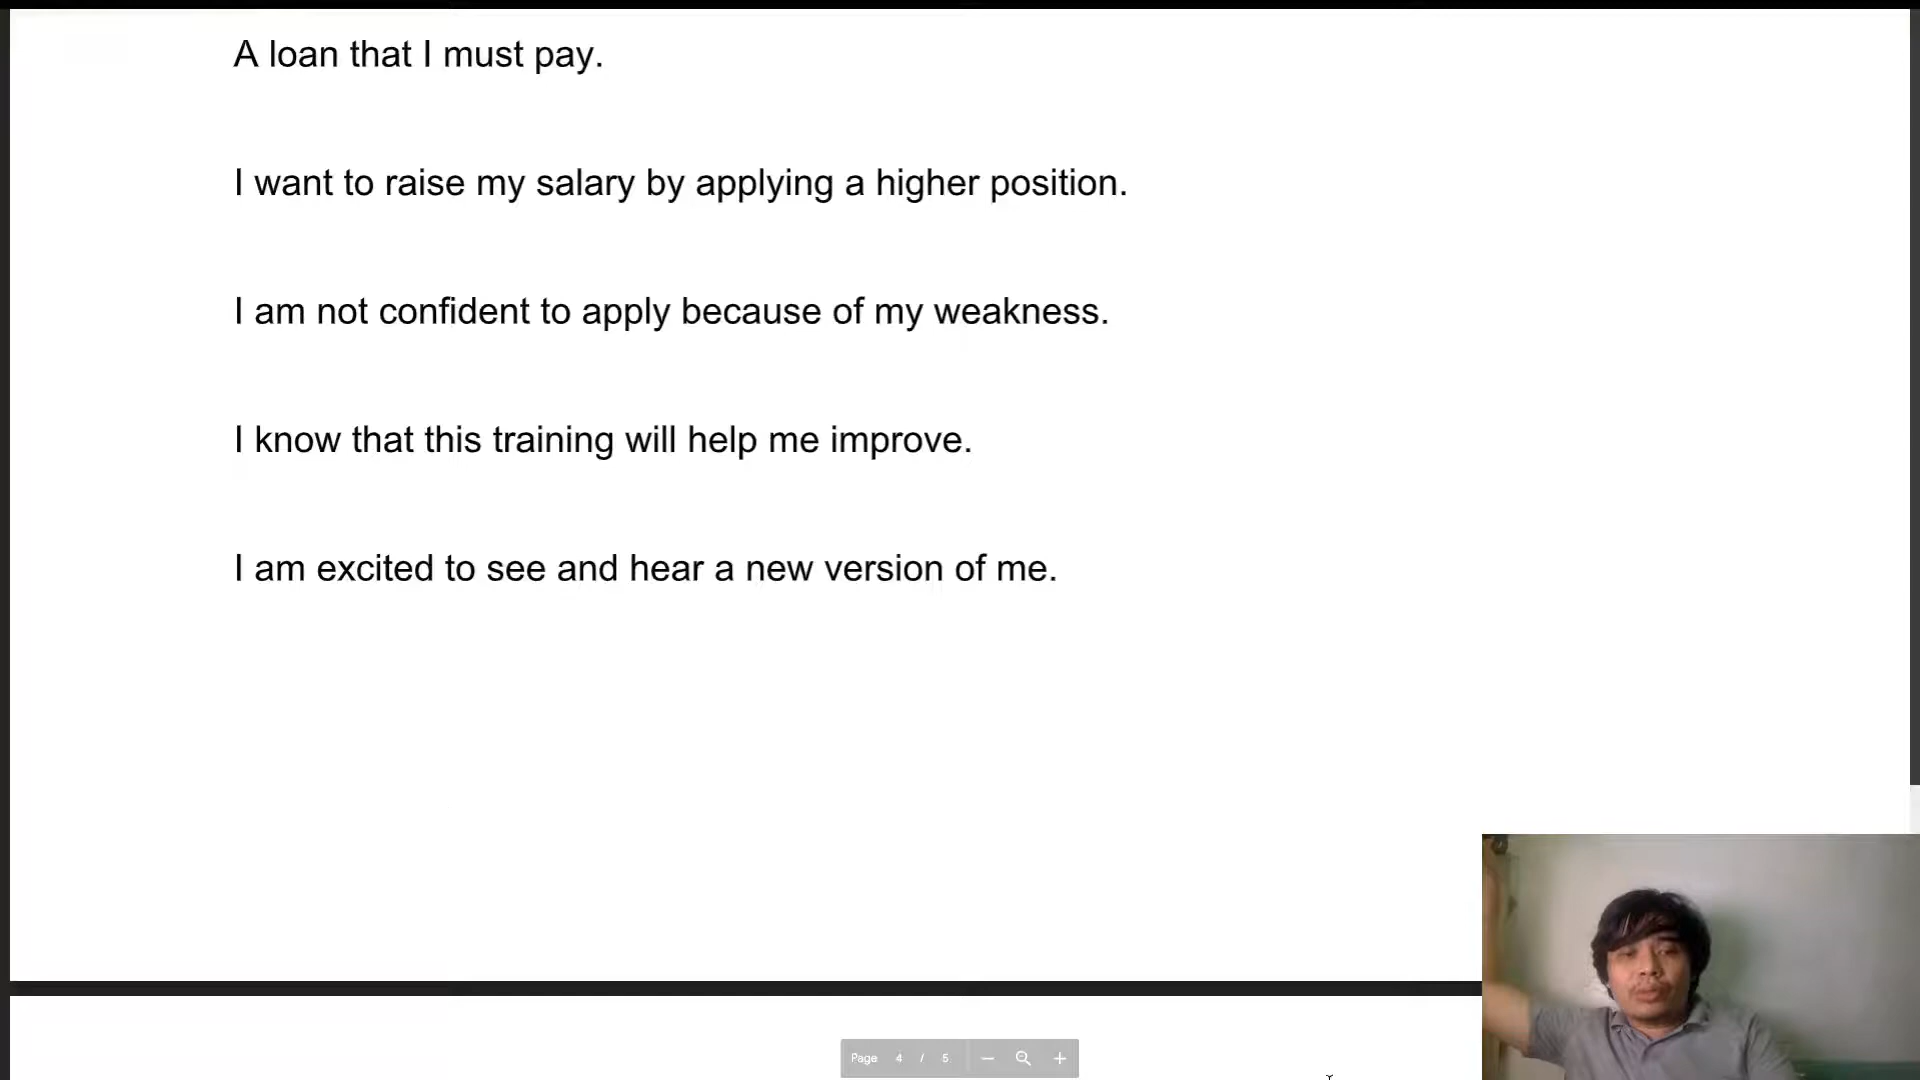 A loan that I must pay.
I want to raise my salary by applying a higher position.
I am not confident to apply because of my weakness.
I know that this training will help me improve.
I am excited to see and hear a new version of me.
Page 4 / 5